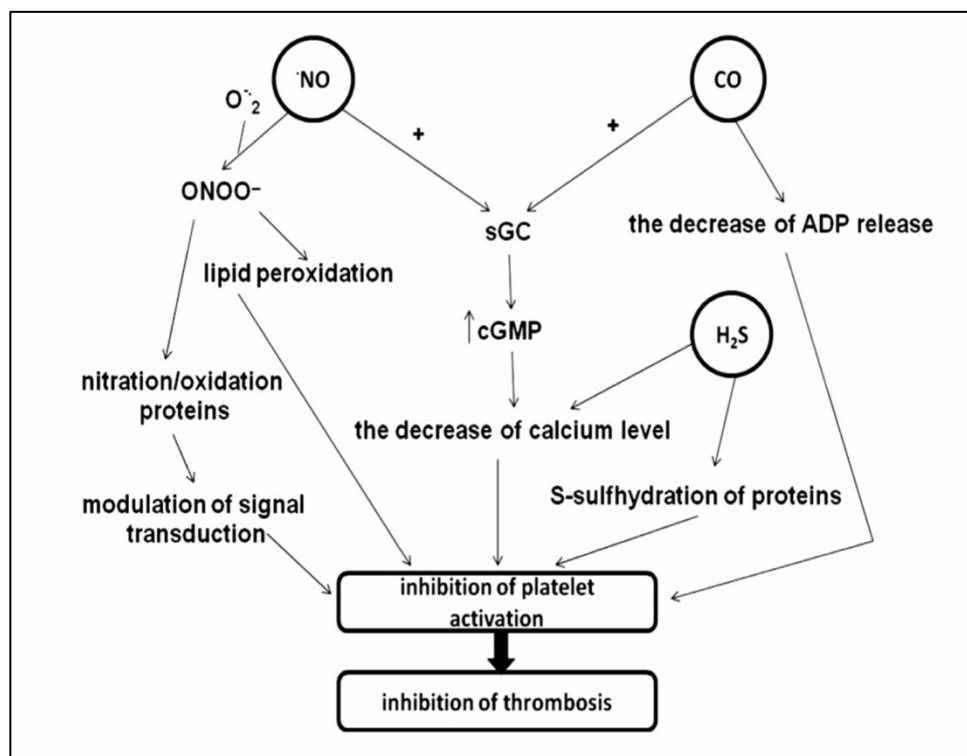 ·NO
CO
O⁻·₂
+
+
ONOO⁻
sGC
the decrease of ADP release
lipid peroxidation
↑cGMP
H₂S
nitration/oxidation
proteins
the decrease of calcium level
S-sulfhydration of proteins
modulation of signal
transduction
inhibition of platelet
activation
inhibition of thrombosis